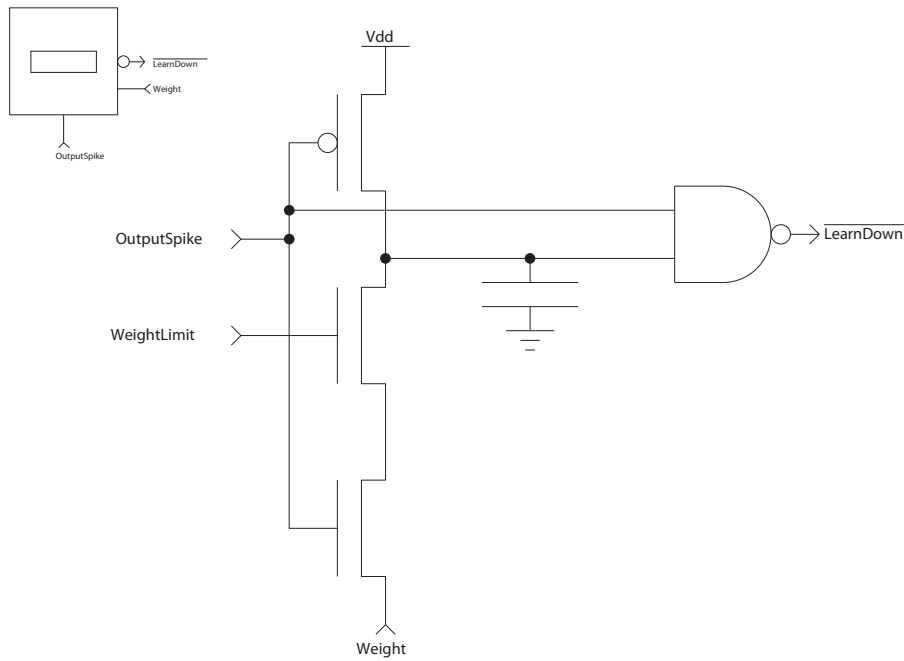 LearnDown
Weight
OutputSpike
Vdd
OutputSpike
LearnDown
WeightLimit
Weight